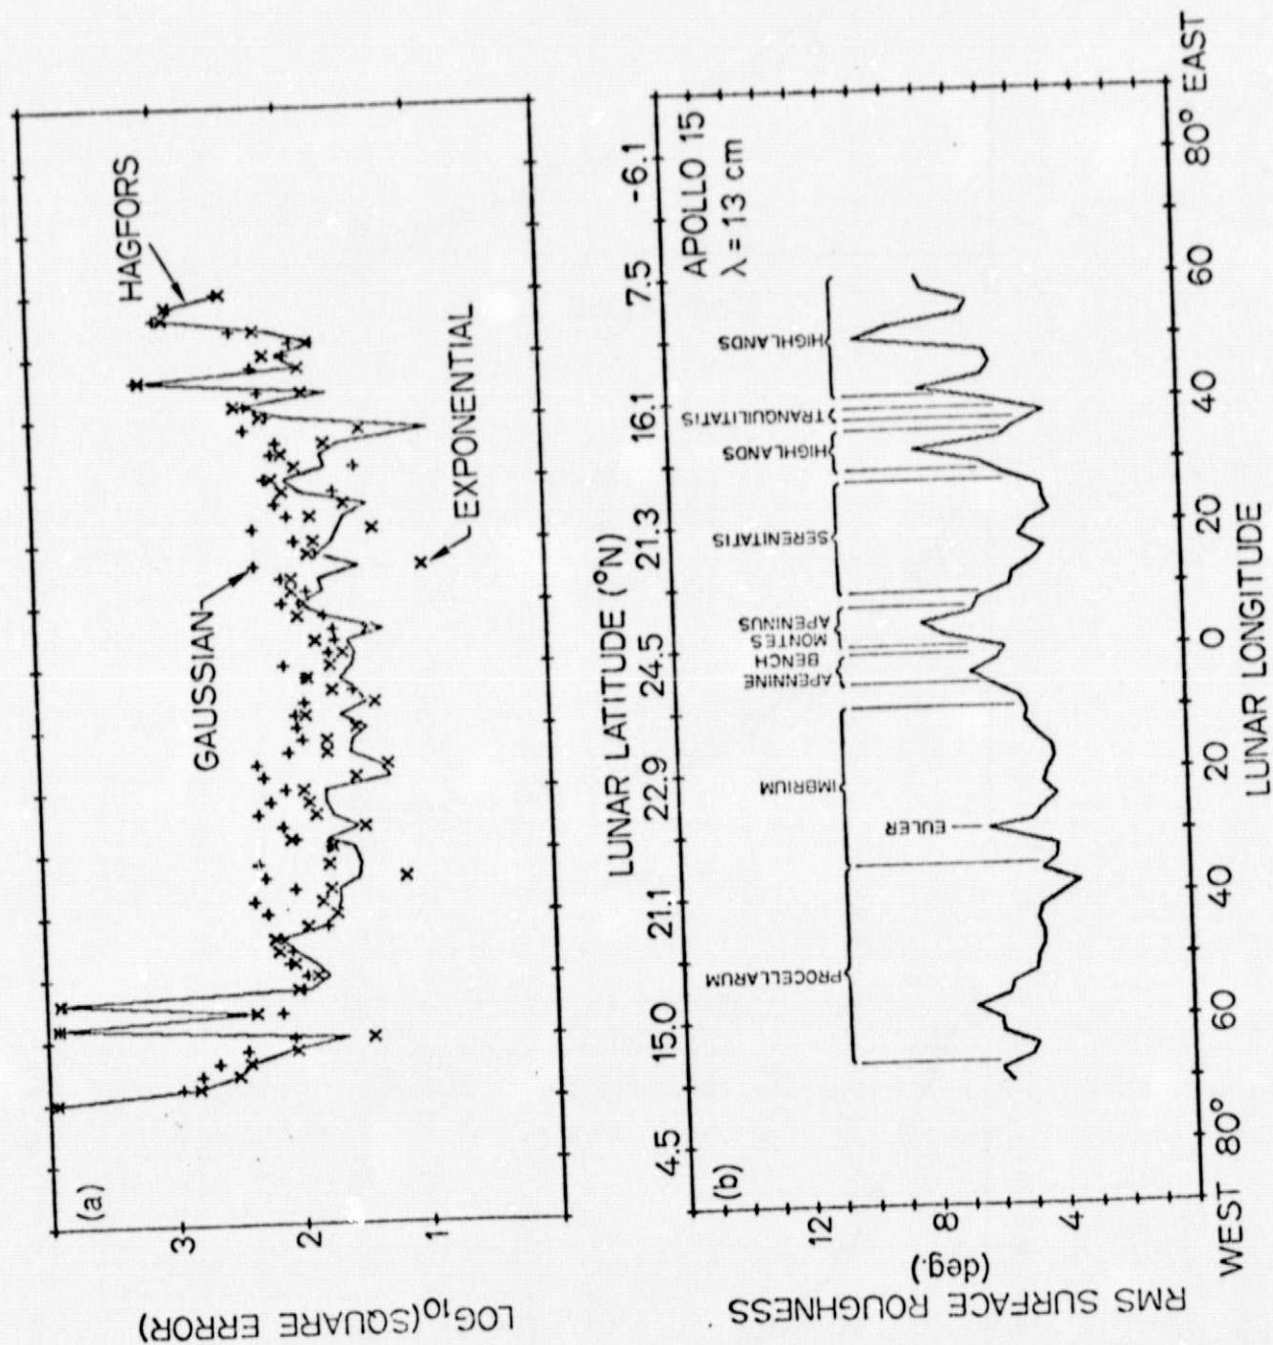 (a)
LOG10(SQUARE ERROR)
3
2
1
GAUSSIAN
HAGFORS
EXPONENTIAL
LUNAR LATITUDE (°N)
4.5 15.0 21.1 22.9 24.5 21.3 16.1 7.5 -6.1
(b)
APOLLO 15
λ = 13 cm
RMS SURFACE ROUGHNESS
(deg.)
12
8
4
PROCELLARUM
EULER
IMBRIUM
APENNINE
BENCH
MONTES
APENINUS
SERENITATIS
HIGHLANDS
TRANQUILITATIS
HIGHLANDS
WEST 80° 60 40 20 0 20 40 60 80° EAST
LUNAR LONGITUDE